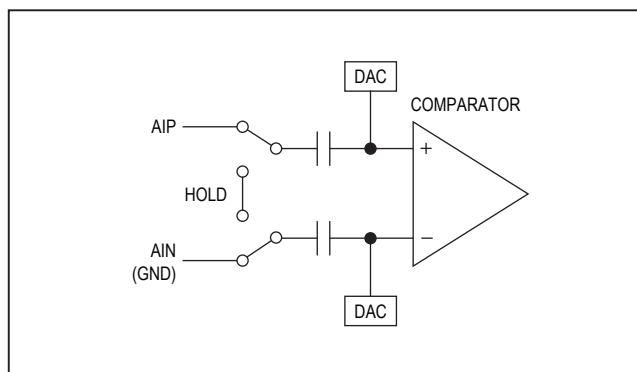 DAC
COMPARATOR
AIP
+
HOLD
−
AIN
(GND)
DAC